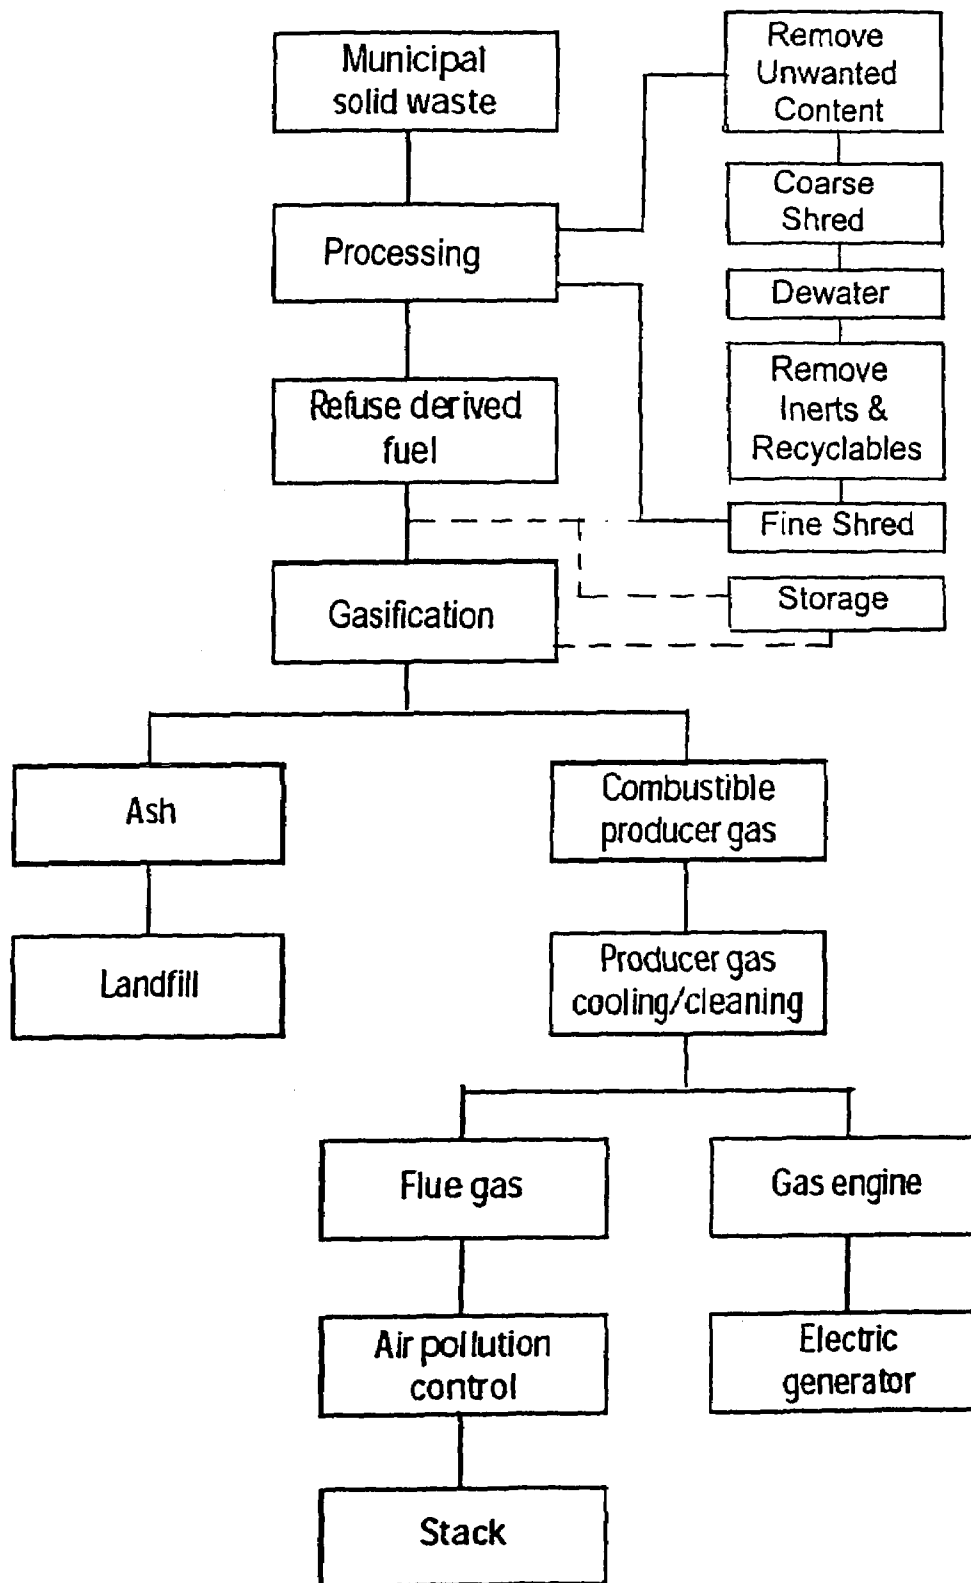 Municipal
solid waste
Processing
Refuse derived
fuel
Gasification
Remove
Unwanted
Content
Coarse
Shred
Dewater
Remove
Inerts &
Recyclables
Fine Shred
Storage
Ash
Landfill
Combustible
producer gas
Producer gas
cooling/cleaning
Flue gas
Air pollution
control
Stack
Gas engine
Electric
generator